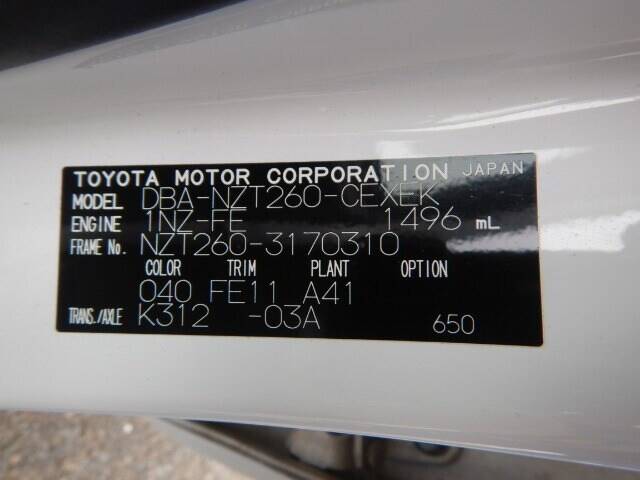 TOYOTA MOTOR CORPORATION JAPAN
MODEL DBA-NZT260-CEXEK
ENGINE 1NZ-FE 1496 mL
FRAME No. NZT260-3170310
COLOR TRIM PLANT OPTION
040 FE11 A41
TRANS./AXLE K312 -03A 650